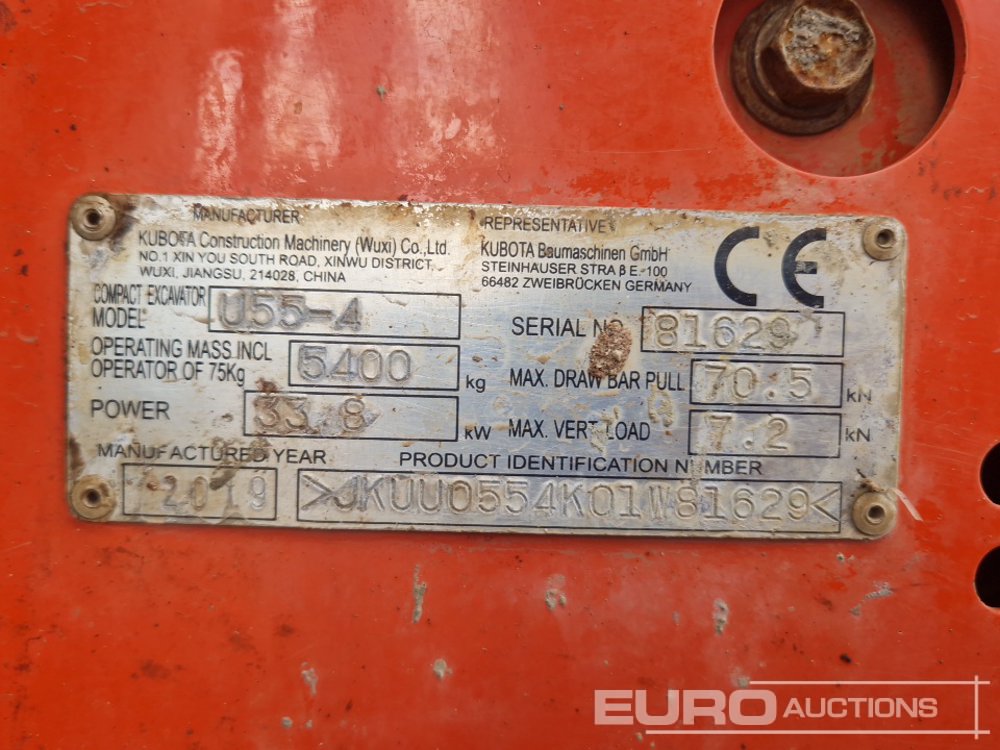 MANUFACTURER
KUBOTA Construction Machinery (Wuxi) Co., Ltd.
NO.1 XIN YOU SOUTH ROAD, XINWU DISTRICT,
WUXI, JIANGSU, 214028, CHINA
REPRESENTATIVE
KUBOTA Baumaschinen GmbH
STEINHAUSER STRAβE-100
66482 ZWEIBRÜCKEN GERMANY
CE
COMPACT EXCAVATOR
MODEL U55-4
SERIAL NO 81629
OPERATING MASS INCL
OPERATOR OF 75Kg 5400 kg
MAX. DRAW BAR PULL 70.5 kN
POWER 33.8 kW
MAX. VERT LOAD 7.2 kN
MANUFACTURED YEAR
2019
PRODUCT IDENTIFICATION NUMBER
>JKUU0554K01W81629<
EURO AUCTIONS